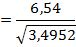 = 6,54 / √3,4952